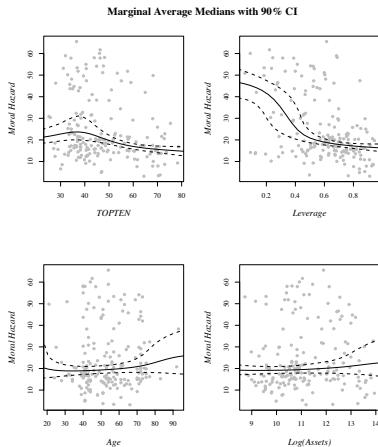 Marginal Average Medians with 90% CI
Moral Hazard
10 20 30 40 50 60
30 40 50 60 70 80
TOPTEN
Moral Hazard
10 20 30 40 50 60
0.2 0.4 0.6 0.8
Leverage
Moral Hazard
10 20 30 40 50 60
20 30 40 50 60 70 80 90
Age
Moral Hazard
10 20 30 40 50 60
9 10 11 12 13 14
Log(Assets)